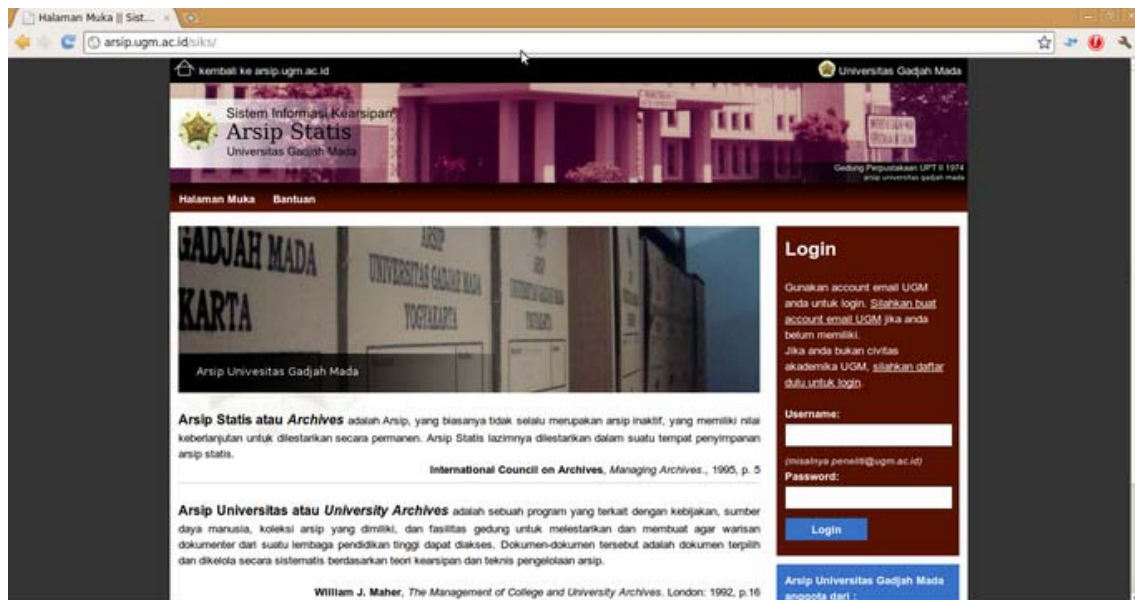 Halaman Muka || Sist...
arsip.ugm.ac.id/siks/
kembali ke arsip.ugm.ac.id
Universitas Gadjah Mada
Sistem Informasi Kearsipan
Arsip Statis
Universitas Gadjah Mada
Gedung Perpustakaan UPT II 1974
arsip universitas gadjah mada
Halaman Muka Bantuan
GADJAH MADA
KARTA
ARSIP
UNIVERSITAS GADJAH MADA
YOGYAKARTA
Arsip Univesitas Gadjah Mada
Arsip Statis atau Archives adalah Arsip, yang biasanya tidak selalu merupakan arsip inaktif, yang memiliki nilai
keberlanjutan untuk dilestarikan secara permanen. Arsip Statis lazimnya dilestarikan dalam suatu tempat penyimpanan
arsip statis.
International Council on Archives, Managing Archives., 1995, p. 5
Arsip Universitas atau University Archives adalah sebuah program yang terkait dengan kebijakan, sumber
daya manusia, koleksi arsip yang dimiliki, dan fasilitas gedung untuk melestarikan dan membuat agar warisan
dokumenter dari suatu lembaga pendidikan tinggi dapat diakses. Dokumen-dokumen tersebut adalah dokumen terpilih
dan dikelola secara sistematis berdasarkan teori kearsipan dan teknis pengelolaan arsip.
William J. Maher, The Management of College and University Archives. London: 1992, p.16
Login
Gunakan account email UGM
anda untuk login. Silahkan buat
account email UGM jika anda
belum memiliki.
Jika anda bukan civitas
akademika UGM, silahkan daftar
dulu untuk login.
Username:
(misalnya peneliti@ugm.ac.id)
Password:
Login
Arsip Universitas Gadjah Mada
anggota dari :